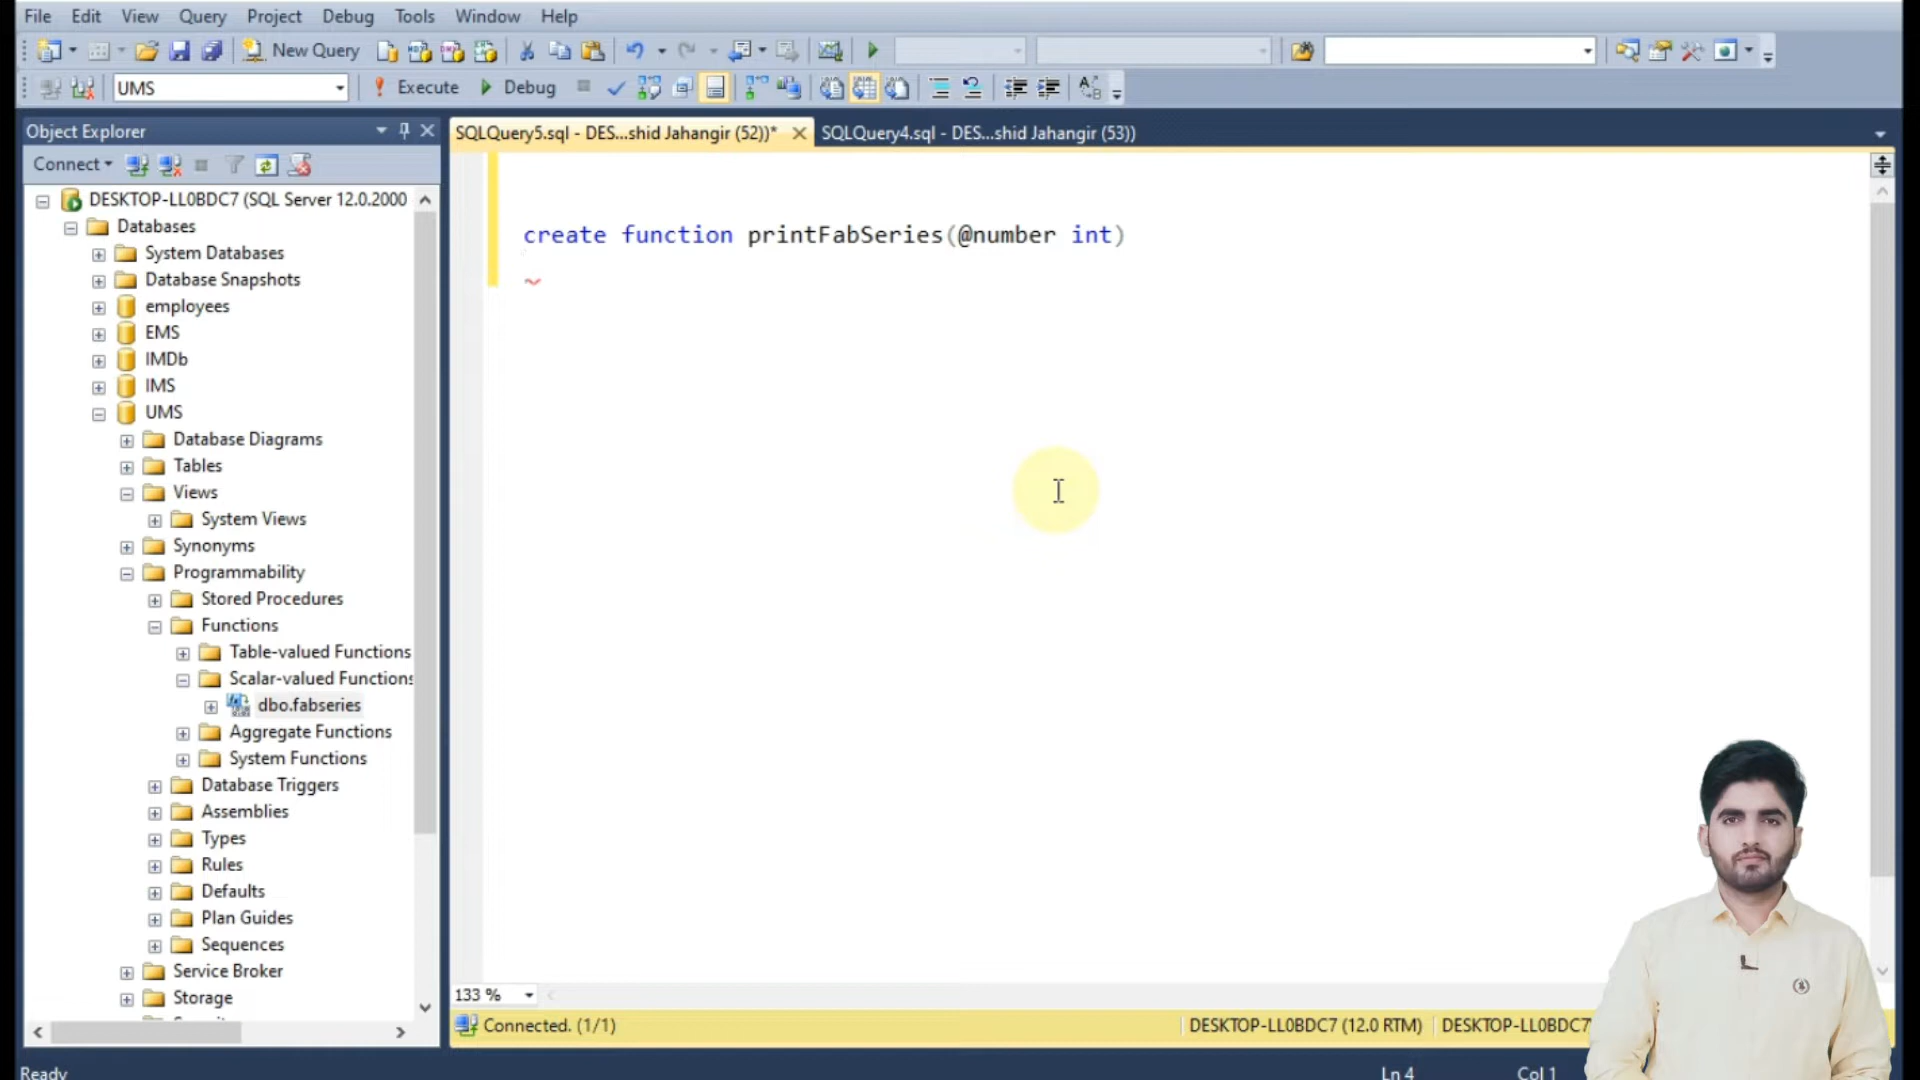 File Edit View Query Project Debug Tools Window Help
New Query
UMS Execute Debug
Object Explorer
SQLQuery5.sql - DES...shid Jahangir (52))* SQLQuery4.sql - DES...shid Jahangir (53))
Connect
DESKTOP-LL0BDC7 (SQL Server 12.0.2000
Databases
System Databases
Database Snapshots
employees
EMS
IMDb
IMS
UMS
Database Diagrams
Tables
Views
System Views
Synonyms
Programmability
Stored Procedures
Functions
Table-valued Functions
Scalar-valued Functions
dbo.fabseries
Aggregate Functions
System Functions
Database Triggers
Assemblies
Types
Rules
Defaults
Plan Guides
Sequences
Service Broker
Storage
create function printFabSeries(@number int)
133 %
Connected. (1/1) DESKTOP-LL0BDC7 (12.0 RTM) DESKTOP-LL0BDC7
Ready Ln 4 Col 1